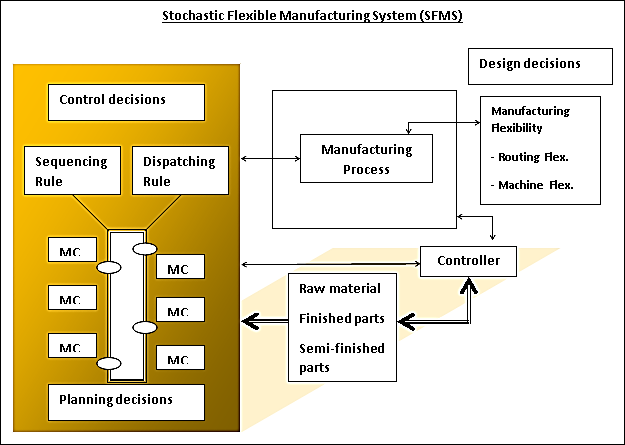 Stochastic Flexible Manufacturing System (SFMS)
Design decisions
Control decisions
Manufacturing
Flexibility
- Routing Flex.
- Machine Flex.
Manufacturing
Process
Sequencing
Rule
Dispatching
Rule
MC
MC
MC
MC
MC
MC
Controller
Raw material
Finished parts
Semi-finished
parts
Planning decisions